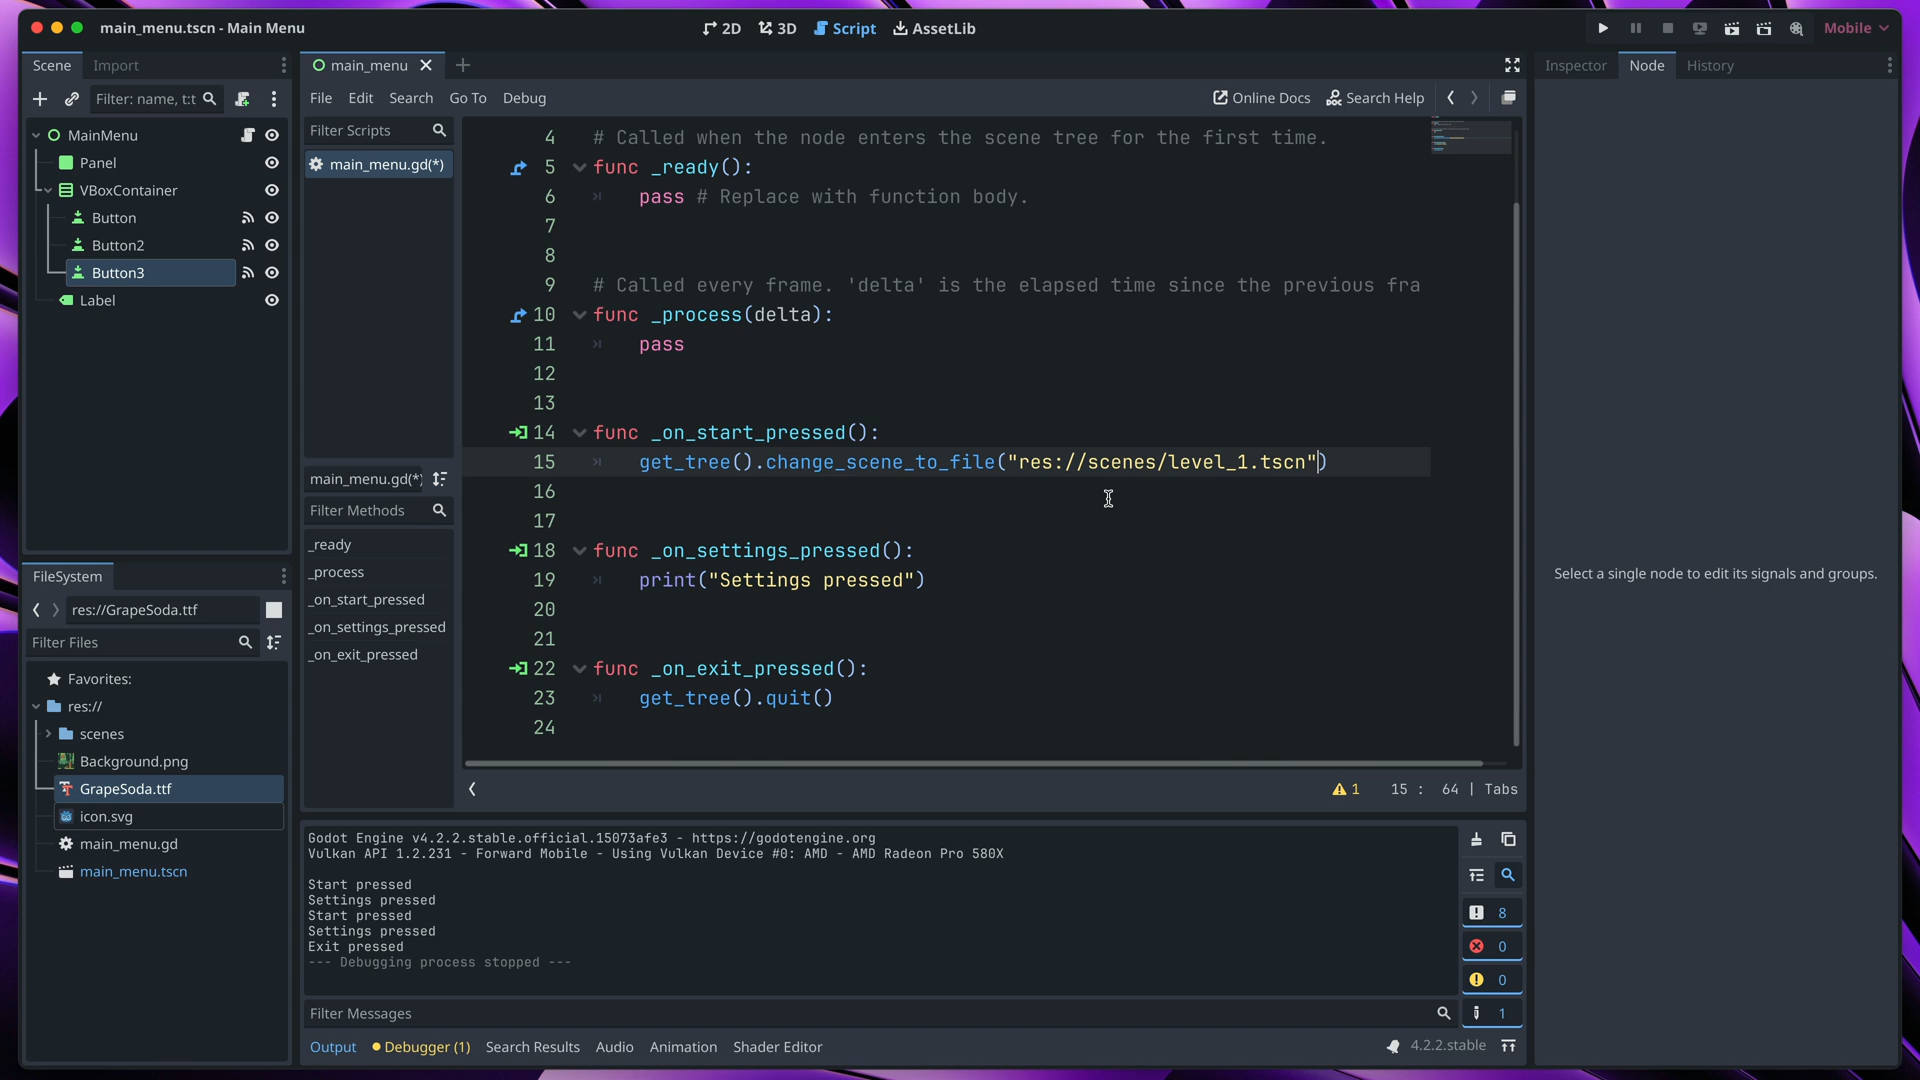 main_menu.tscn - Main Menu
2D
3D
Script
AssetLib
Mobile
Scene
Import
Filter: name, t:t
MainMenu
Panel
VBoxContainer
Button
Button2
Button3
Label
FileSystem
res://GrapeSoda.ttf
Filter Files
Favorites:
res://
scenes
Background.png
GrapeSoda.ttf
icon.svg
main_menu.gd
main_menu.tscn
main_menu
File Edit Search Go To Debug
Online Docs
Search Help
Filter Scripts
main_menu.gd(*)
main_menu.gd(*)
Filter Methods
_ready
_process
_on_start_pressed
_on_settings_pressed
_on_exit_pressed
4 # Called when the node enters the scene tree for the first time.
5 func _ready():
6 pass # Replace with function body.
7
8
9 # Called every frame. 'delta' is the elapsed time since the previous fra
10 func _process(delta):
11 pass
12
13
14 func _on_start_pressed():
15 get_tree().change_scene_to_file("res://scenes/level_1.tscn")
16
17
18 func _on_settings_pressed():
19 print("Settings pressed")
20
21
22 func _on_exit_pressed():
23 get_tree().quit()
24
1 15 : 64 | Tabs
Godot Engine v4.2.2.stable.official.15073afe3 - https://godotengine.org
Vulkan API 1.2.231 - Forward Mobile - Using Vulkan Device #0: AMD - AMD Radeon Pro 580X
Start pressed
Settings pressed
Start pressed
Settings pressed
Exit pressed
--- Debugging process stopped ---
8
0
0
1
Filter Messages
Output Debugger (1) Search Results Audio Animation Shader Editor
4.2.2.stable
Inspector
Node
History
Select a single node to edit its signals and groups.